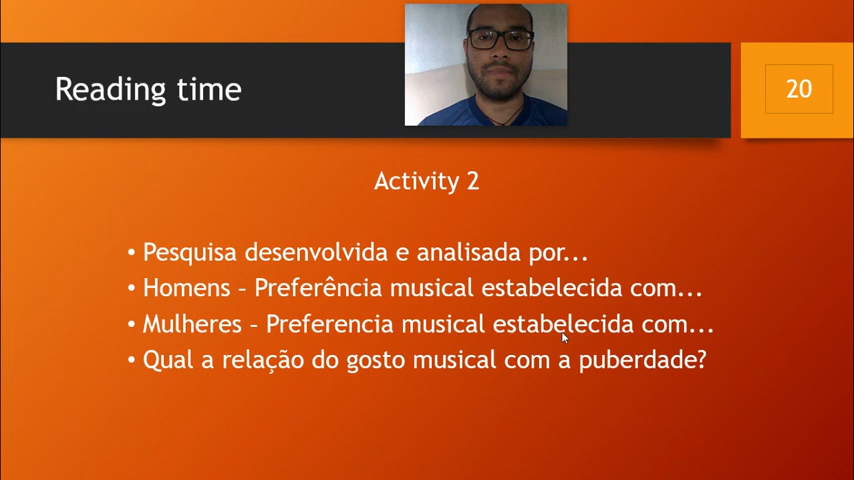 Reading time
20
Activity 2
• Pesquisa desenvolvida e analisada por...
• Homens – Preferência musical estabelecida com...
• Mulheres – Preferencia musical estabelecida com...
• Qual a relação do gosto musical com a puberdade?